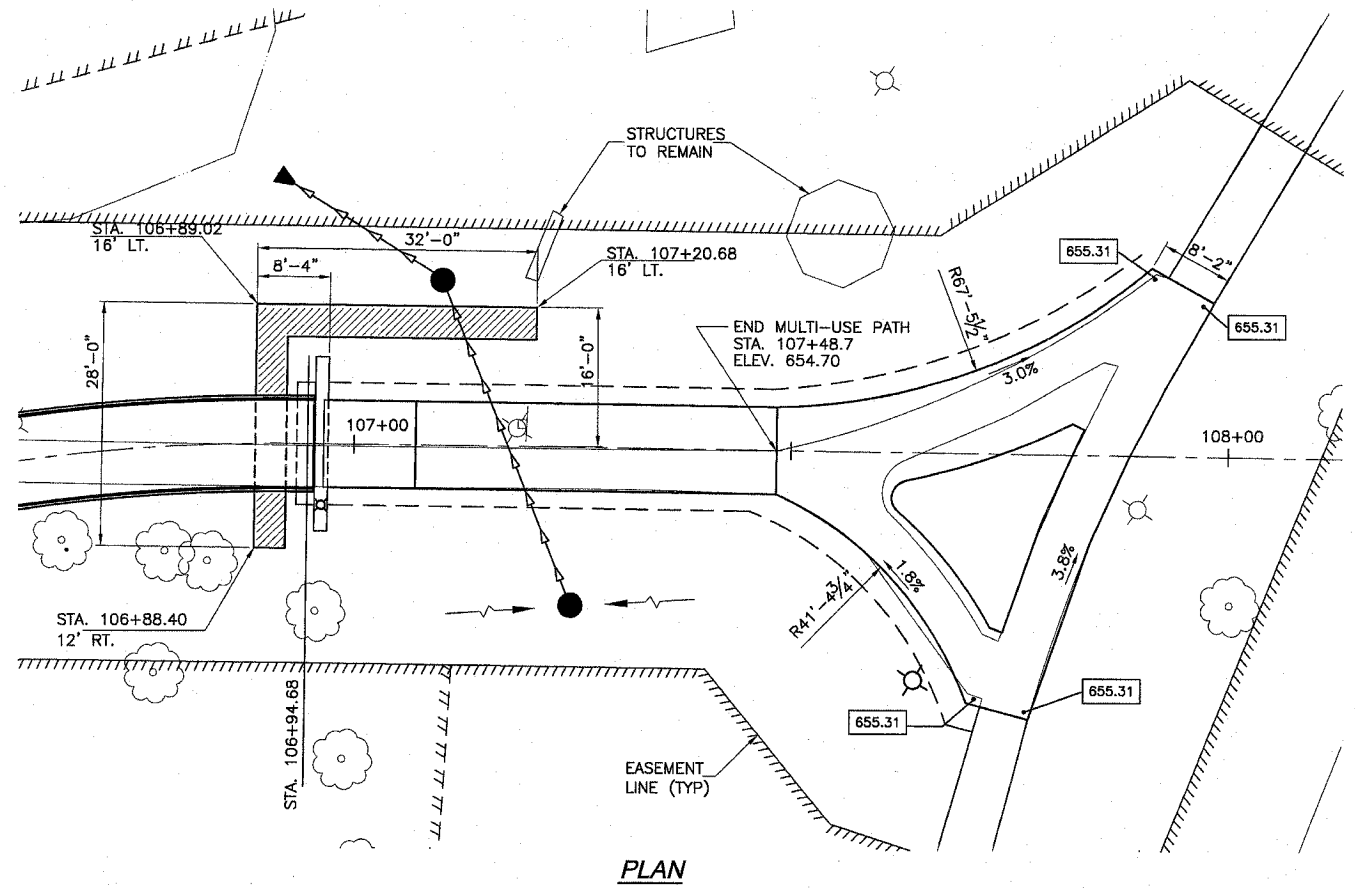 STRUCTURES
TO REMAIN
STA. 106+89.02
16' LT.
32'-0"
8'-4"
STA. 107+20.68
16' LT.
655.31
8'-2"
655.31
R67'-5½"
END MULTI-USE PATH
STA. 107+48.7
ELEV. 654.70
28'-0"
16'-0"
3.0%
107+00
108+00
1.8%
3.8%
R41'-4¾"
STA. 106+88.40
12' RT.
STA. 106+94.68
655.31
655.31
EASEMENT
LINE (TYP)
PLAN